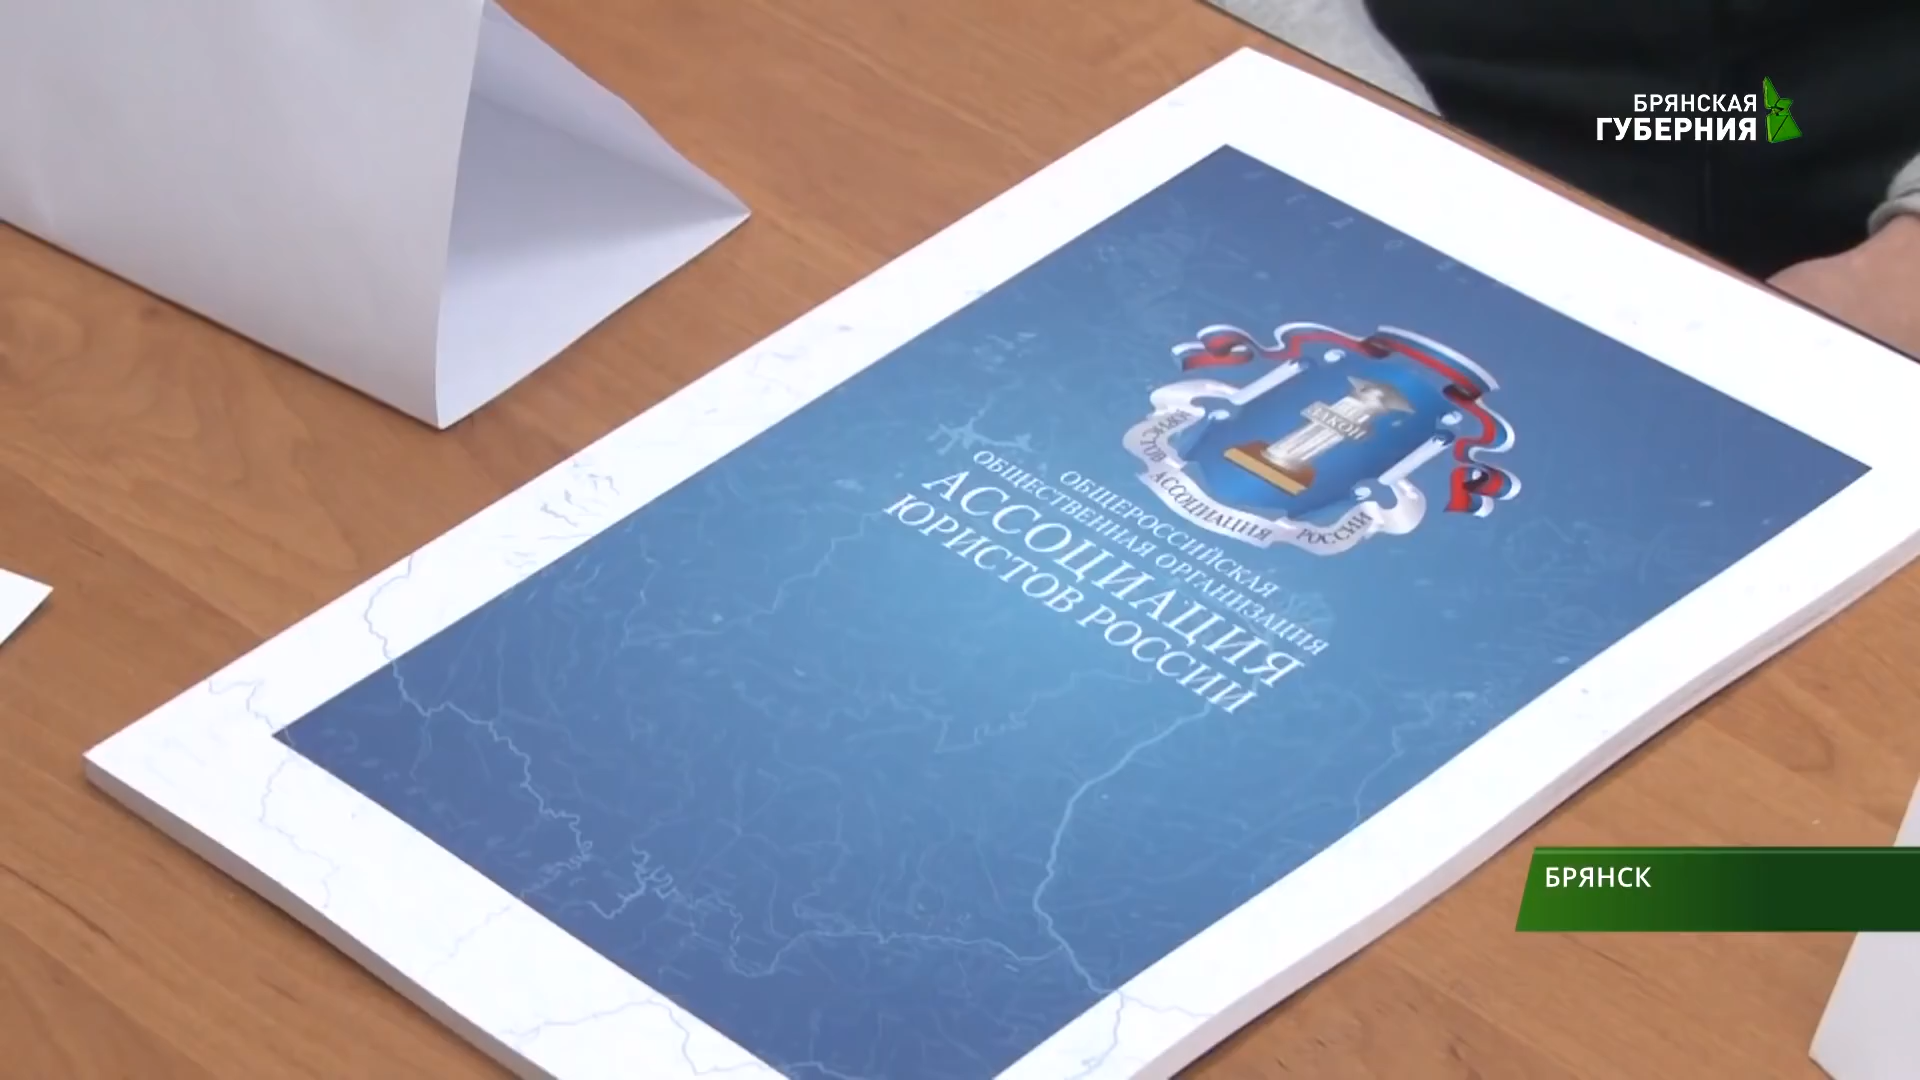 БРЯНСКАЯ
ГУБЕРНИЯ
ЗАКОН
ЮРИСТОВ АССОЦИАЦИЯ РОССИИ
ОБЩЕРОССИЙСКАЯ
ОБЩЕСТВЕННАЯ ОРГАНИЗАЦИЯ
АССОЦИАЦИЯ
ЮРИСТОВ РОССИИ
БРЯНСК